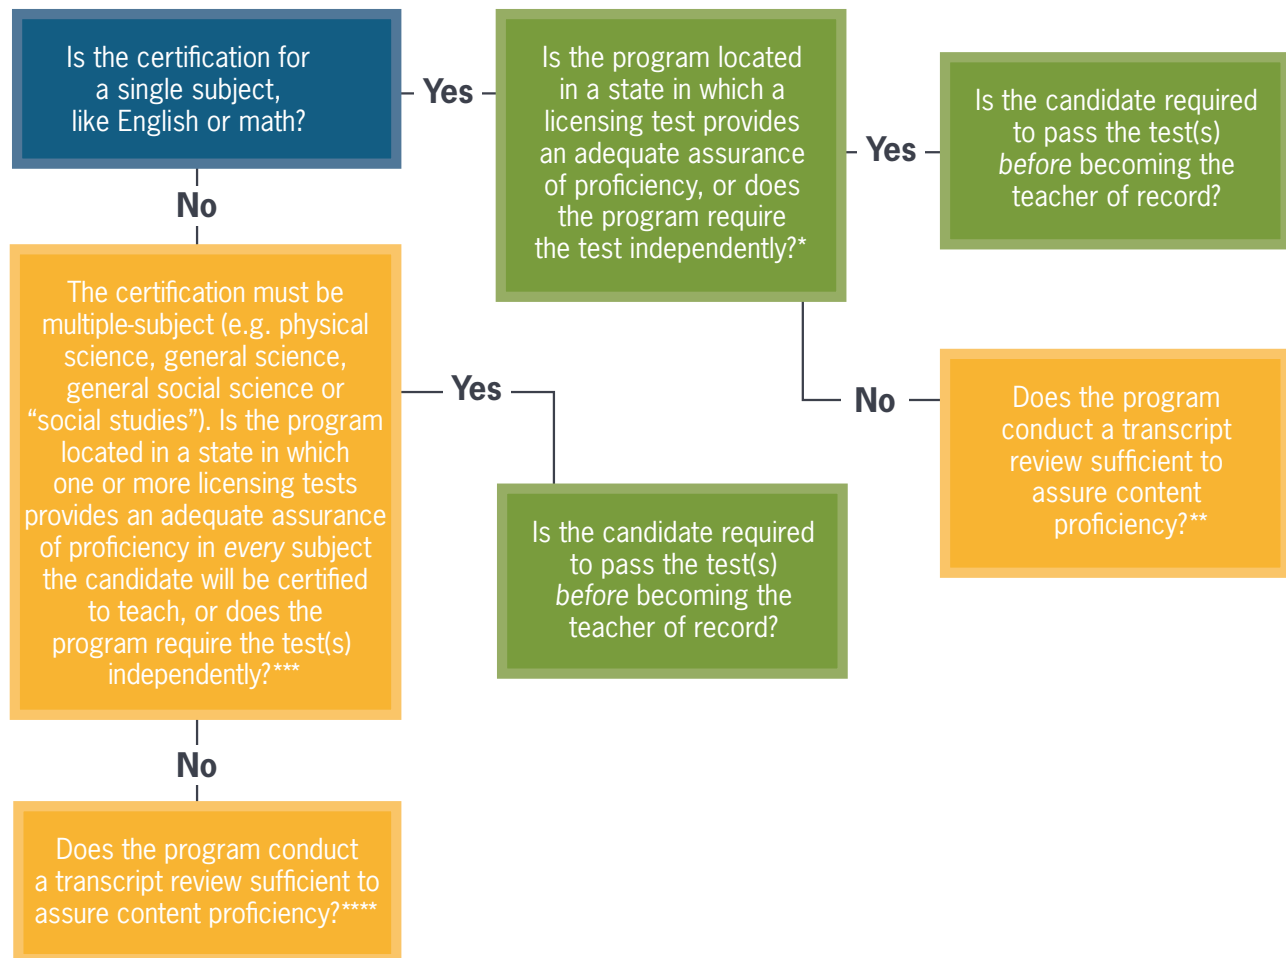 Is the certification for
a single subject,
like English or math?
Yes
Is the program located
in a state in which a
licensing test provides
an adequate assurance
of proficiency, or does
the program require
the test independently?*
Yes
Is the candidate required
to pass the test(s)
before becoming the
teacher of record?
No
The certification must be
multiple-subject (e.g. physical
science, general science,
general social science or
“social studies”). Is the program
located in a state in which
one or more licensing tests
provides an adequate assurance
of proficiency in every subject
the candidate will be certified
to teach, or does the
program require the test(s)
independently?***
Yes
Is the candidate required
to pass the test(s)
before becoming the
teacher of record?
No
Does the program
conduct a transcript
review sufficient to
assure content
proficiency?**
No
Does the program conduct
a transcript review sufficient to
assure content proficiency?****